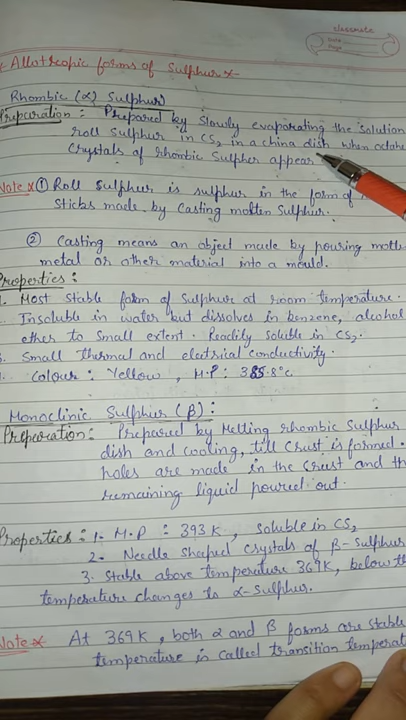 classmate
Date
Page
* Allotropic forms of Sulphur *
Rhombic (α) Sulphur
Preparation : Prepared by Slowly evaporating the solution
roll Sulphur in CS2 in a china dish when octahe
Crystals of rhombic Sulphur appear
Note * ① Roll Sulphur is sulphur in the form of
Sticks made by Casting molten Sulphur.
② Casting means an object made by pouring molt
metal or other material into a mould.
Properties :
1. Most stable form of Sulphur at room temperature.
Insoluble in water but dissolves in benzene, alcohol
ether to small extent. Readily soluble in CS2.
Small thermal and electrical conductivity.
Colour : Yellow , M.P : 385.8°c
Monoclinic Sulphur (β) :
Preparation : Prepared by Melting rhombic Sulphur
dish and cooling, till Crust is formed.
holes are made in the Crust and th
remaining liquid poured out.
Properties : 1. M.P : 393 K , soluble in CS2
2. Needle Shaped crystals of β-Sulphur
3. Stable above temperature 369K, below th
temperature changes to α-Sulphur.
Note * At 369 K , both α and β forms are stable
temperature is called transition temperat